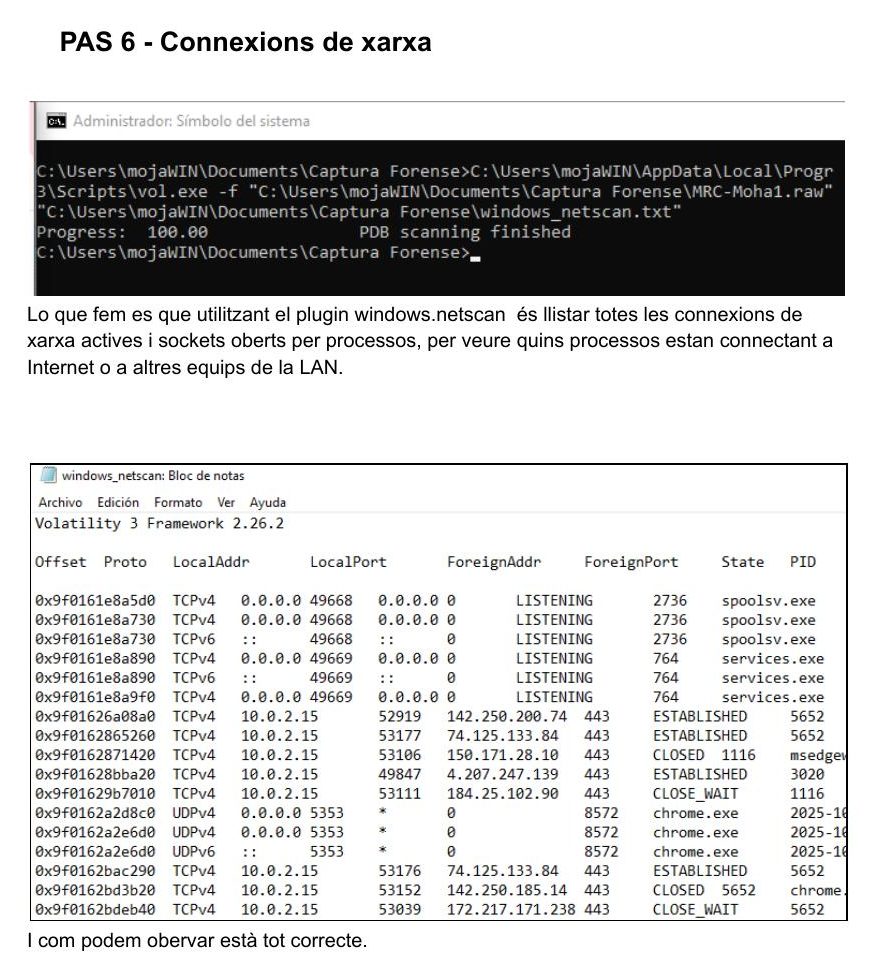 PAS 6 - Connexions de xarxa
Administrador: Símbolo del sistema
C:\Users\mojaWIN\Documents\Captura Forense>C:\Users\mojaWIN\AppData\Local\Progr
3\Scripts\vol.exe -f "C:\Users\mojaWIN\Documents\Captura Forense\MRC-Moha1.raw"
"C:\Users\mojaWIN\Documents\Captura Forense\windows_netscan.txt"
Progress:  100.00               PDB scanning finished
C:\Users\mojaWIN\Documents\Captura Forense>
Lo que fem es que utilitzant el plugin windows.netscan  és llistar totes les connexions de
xarxa actives i sockets oberts per processos, per veure quins processos estan connectant a
Internet o a altres equips de la LAN.
windows_netscan: Bloc de notas
Archivo Edición Formato Ver Ayuda
Volatility 3 Framework 2.26.2
Offset Proto LocalAddr LocalPort ForeignAddr ForeignPort State PID
0x9f0161e8a5d0 TCPv4 0.0.0.0 49668 0.0.0.0 0 LISTENING 2736 spoolsv.exe
0x9f0161e8a730 TCPv4 0.0.0.0 49668 0.0.0.0 0 LISTENING 2736 spoolsv.exe
0x9f0161e8a730 TCPv6 :: 49668 :: 0 LISTENING 2736 spoolsv.exe
0x9f0161e8a890 TCPv4 0.0.0.0 49669 0.0.0.0 0 LISTENING 764 services.exe
0x9f0161e8a890 TCPv6 :: 49669 :: 0 LISTENING 764 services.exe
0x9f0161e8a9f0 TCPv4 0.0.0.0 49669 0.0.0.0 0 LISTENING 764 services.exe
0x9f01626a08a0 TCPv4 10.0.2.15 52919 142.250.200.74 443 ESTABLISHED 5652
0x9f0162865260 TCPv4 10.0.2.15 53177 74.125.133.84 443 ESTABLISHED 5652
0x9f0162871420 TCPv4 10.0.2.15 53106 150.171.28.10 443 CLOSED 1116 msedgew
0x9f01628bba20 TCPv4 10.0.2.15 49847 4.207.247.139 443 ESTABLISHED 3020
0x9f01629b7010 TCPv4 10.0.2.15 53111 184.25.102.90 443 CLOSE_WAIT 1116
0x9f0162a2d8c0 UDPv4 0.0.0.0 5353 * 0 8572 chrome.exe 2025-10
0x9f0162a2e6d0 UDPv4 0.0.0.0 5353 * 0 8572 chrome.exe 2025-10
0x9f0162a2e6d0 UDPv6 :: 5353 * 0 8572 chrome.exe 2025-10
0x9f0162bac290 TCPv4 10.0.2.15 53176 74.125.133.84 443 ESTABLISHED 5652
0x9f0162bd3b20 TCPv4 10.0.2.15 53152 142.250.185.14 443 CLOSED 5652 chrome.
0x9f0162bdeb40 TCPv4 10.0.2.15 53039 172.217.171.238 443 CLOSE_WAIT 5652
I com podem obervar està tot correcte.